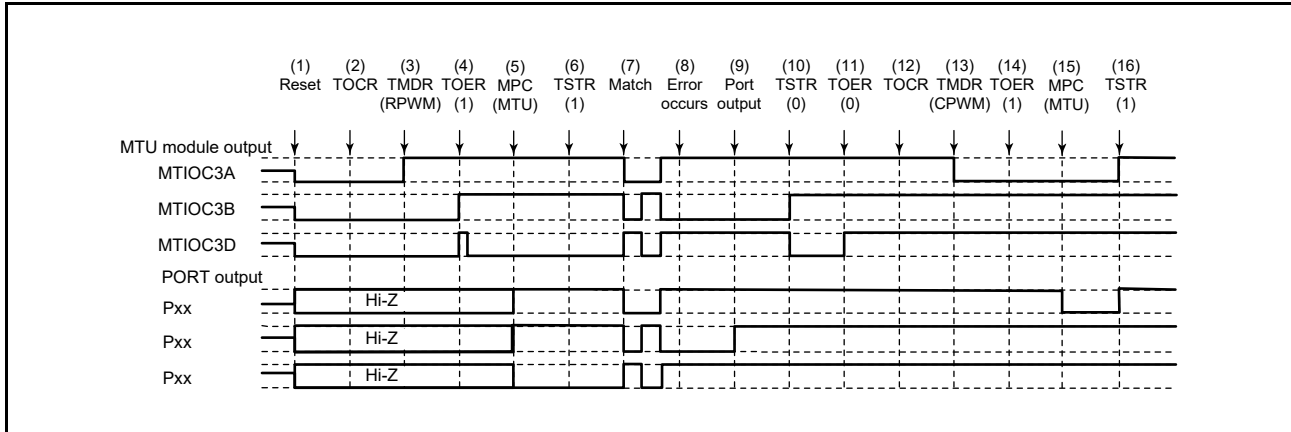 (1) (2) (3) (4) (5) (6) (7) (8) (9) (10) (11) (12) (13) (14) (15) (16)
Reset TOCR TMDR TOER MPC TSTR Match Error Port TSTR TOER TOCR TMDR TOER MPC TSTR
(RPWM) (1) (MTU) (1) occurs output (0) (0) (CPWM) (1) (MTU) (1)
MTU module output
MTIOC3A
MTIOC3B
MTIOC3D
PORT output
Pxx Hi-Z
Pxx Hi-Z
Pxx Hi-Z